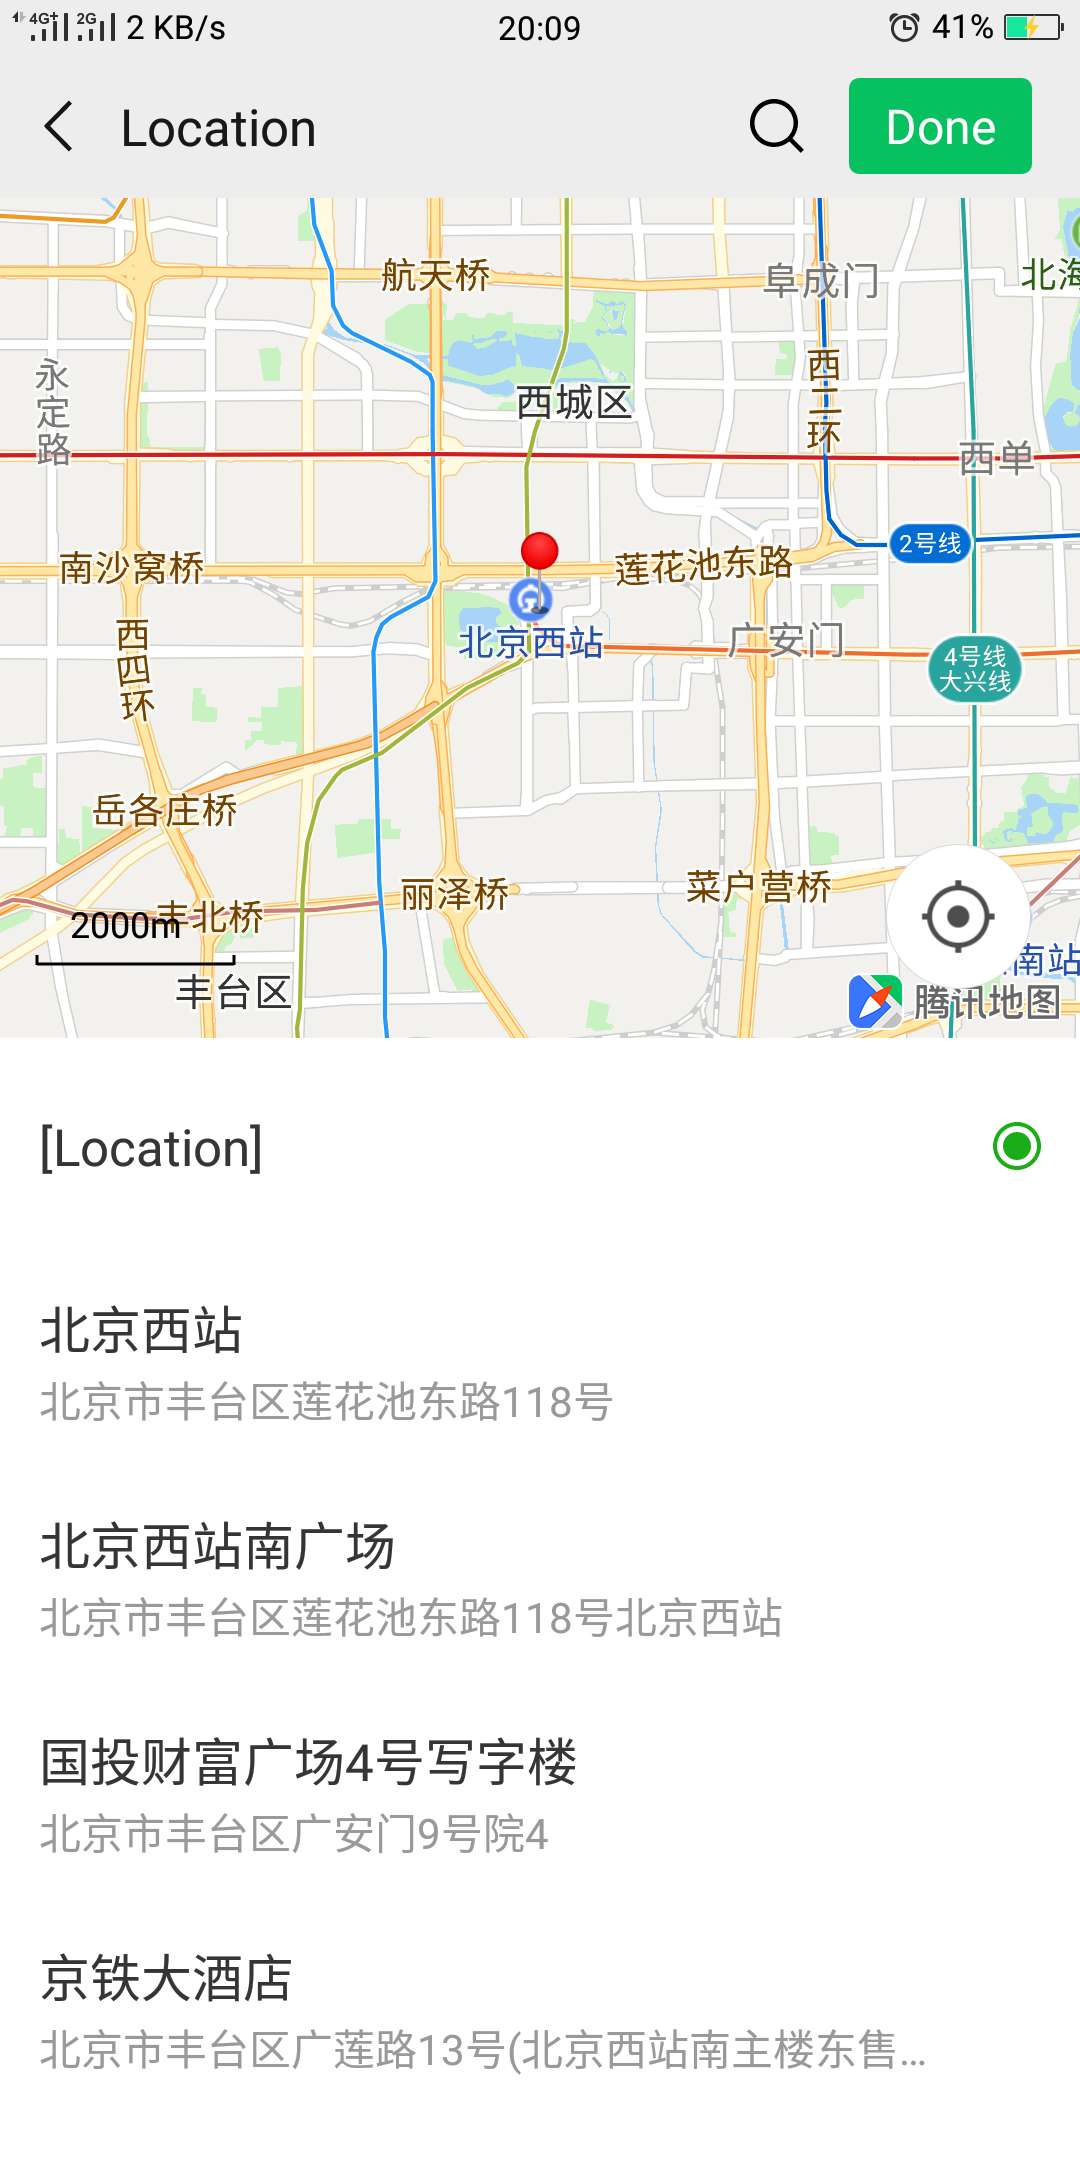 4G+ 2G 2 KB/s 20:09 41%
Location Done
航天桥
阜成门
北海
永定路
西二环
西城区
西单
2号线
南沙窝桥
莲花池东路
北京西站
广安门
西四环
4号线
大兴线
岳各庄桥
丽泽桥
菜户营桥
丰北桥
2000m
南站
丰台区
腾讯地图
[Location]
北京西站
北京市丰台区莲花池东路118号
北京西站南广场
北京市丰台区莲花池东路118号北京西站
国投财富广场4号写字楼
北京市丰台区广安门9号院4
京铁大酒店
北京市丰台区广莲路13号(北京西站南主楼东售...